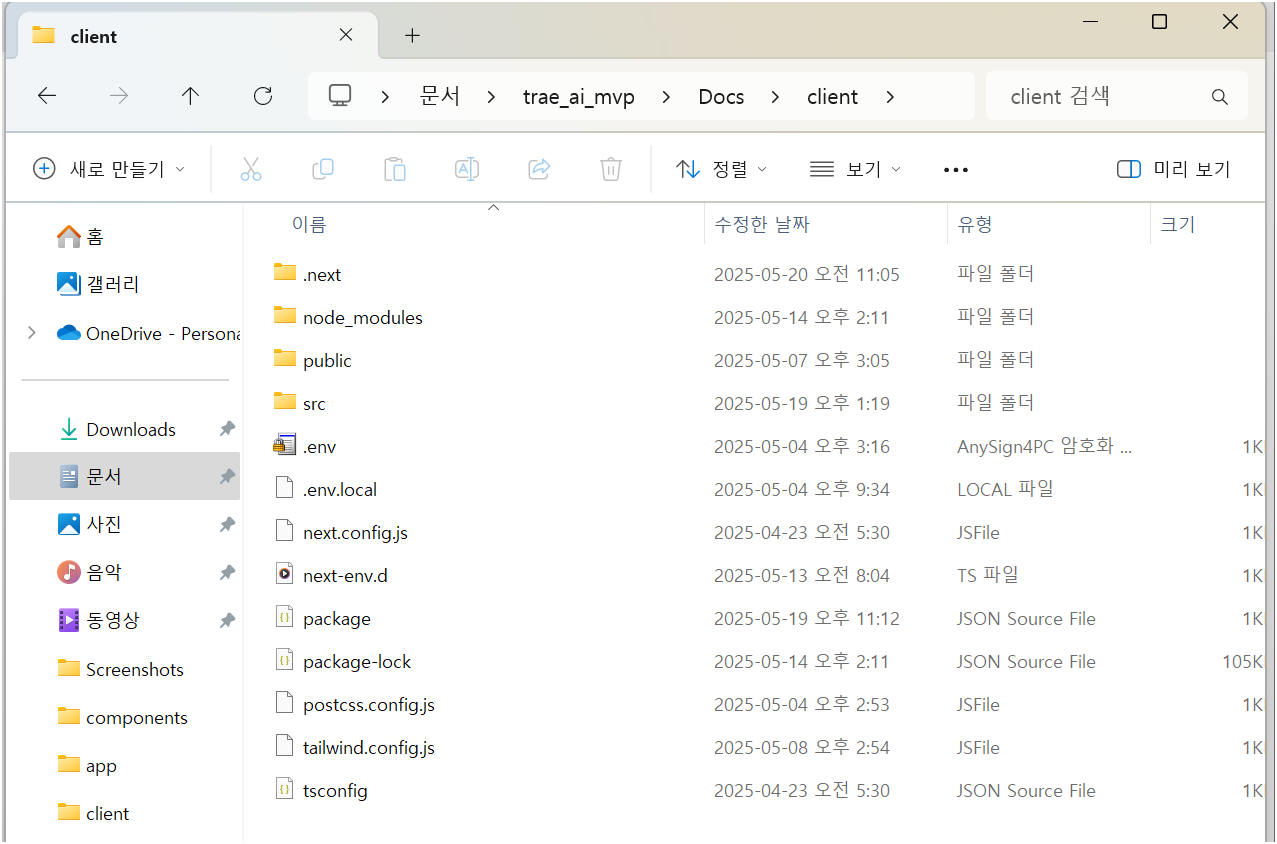 client
문서 trae_ai_mvp Docs client client 검색
새로 만들기 정렬 보기 미리 보기
홈
갤러리
OneDrive - Persona
Downloads
문서
사진
음악
동영상
Screenshots
components
app
client
이름 수정한 날짜 유형 크기
.next 2025-05-20 오전 11:05 파일 폴더
node_modules 2025-05-14 오후 2:11 파일 폴더
public 2025-05-07 오후 3:05 파일 폴더
src 2025-05-19 오후 1:19 파일 폴더
.env 2025-05-04 오후 3:16 AnySign4PC 암호화 ... 1K
.env.local 2025-05-04 오후 9:34 LOCAL 파일 1K
next.config.js 2025-04-23 오전 5:30 JSFile 1K
next-env.d 2025-05-13 오전 8:04 TS 파일 1K
package 2025-05-19 오후 11:12 JSON Source File 1K
package-lock 2025-05-14 오후 2:11 JSON Source File 105K
postcss.config.js 2025-05-04 오후 2:53 JSFile 1K
tailwind.config.js 2025-05-08 오후 2:54 JSFile 1K
tsconfig 2025-04-23 오전 5:30 JSON Source File 1K